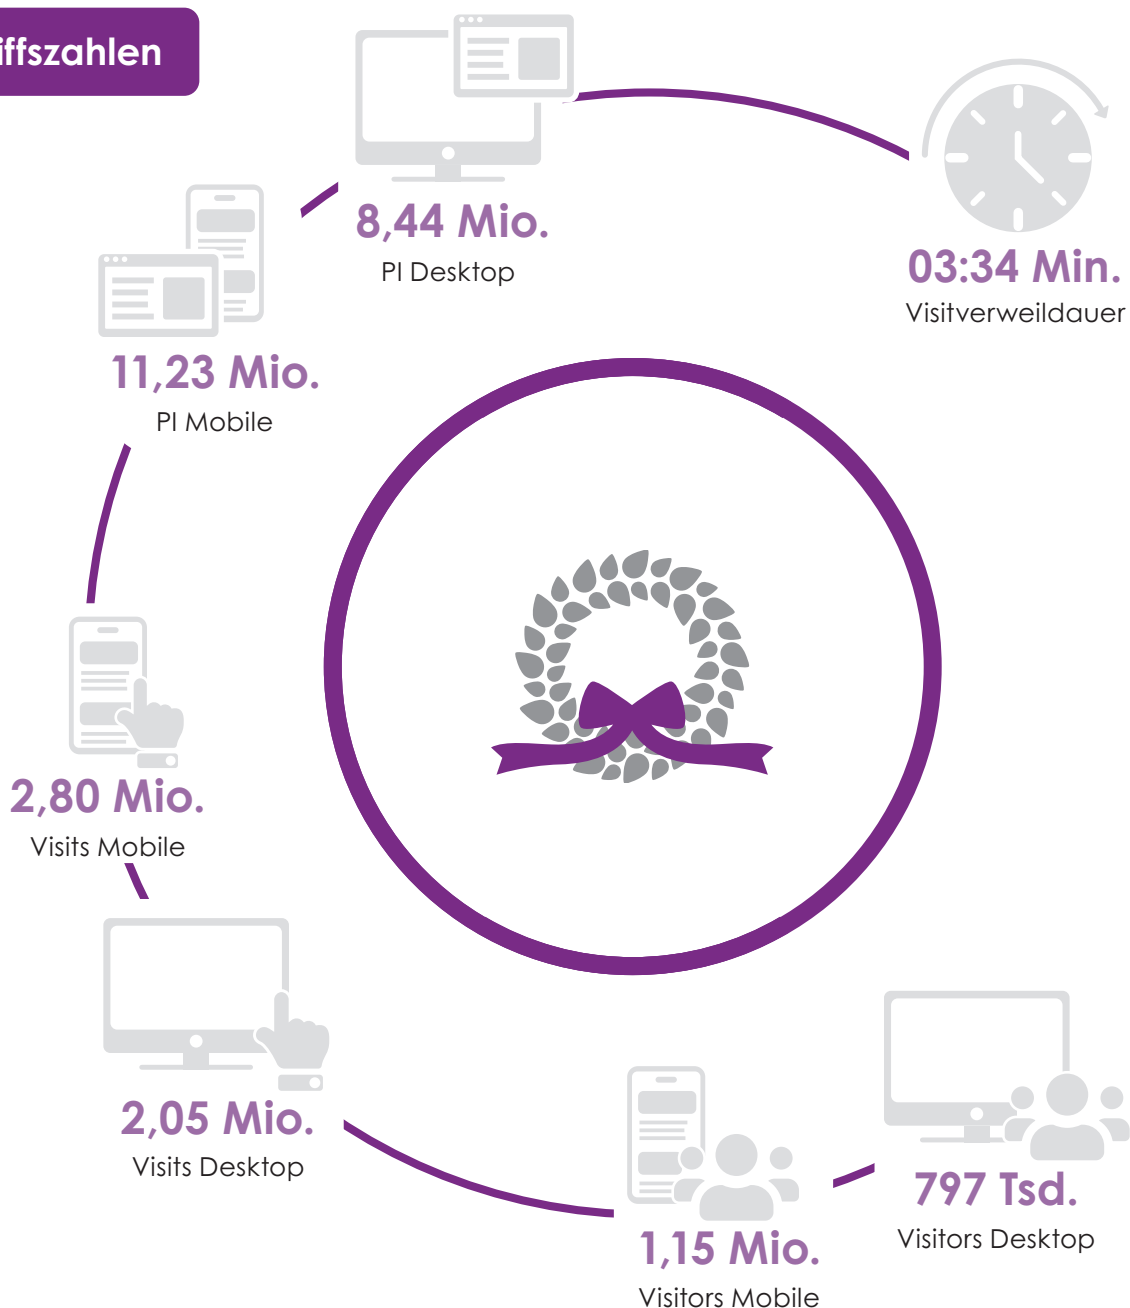 iffszahlen
8,44 Mio.
PI Desktop
03:34 Min.
Visitverweildauer
11,23 Mio.
PI Mobile
2,80 Mio.
Visits Mobile
2,05 Mio.
Visits Desktop
797 Tsd.
Visitors Desktop
1,15 Mio.
Visitors Mobile